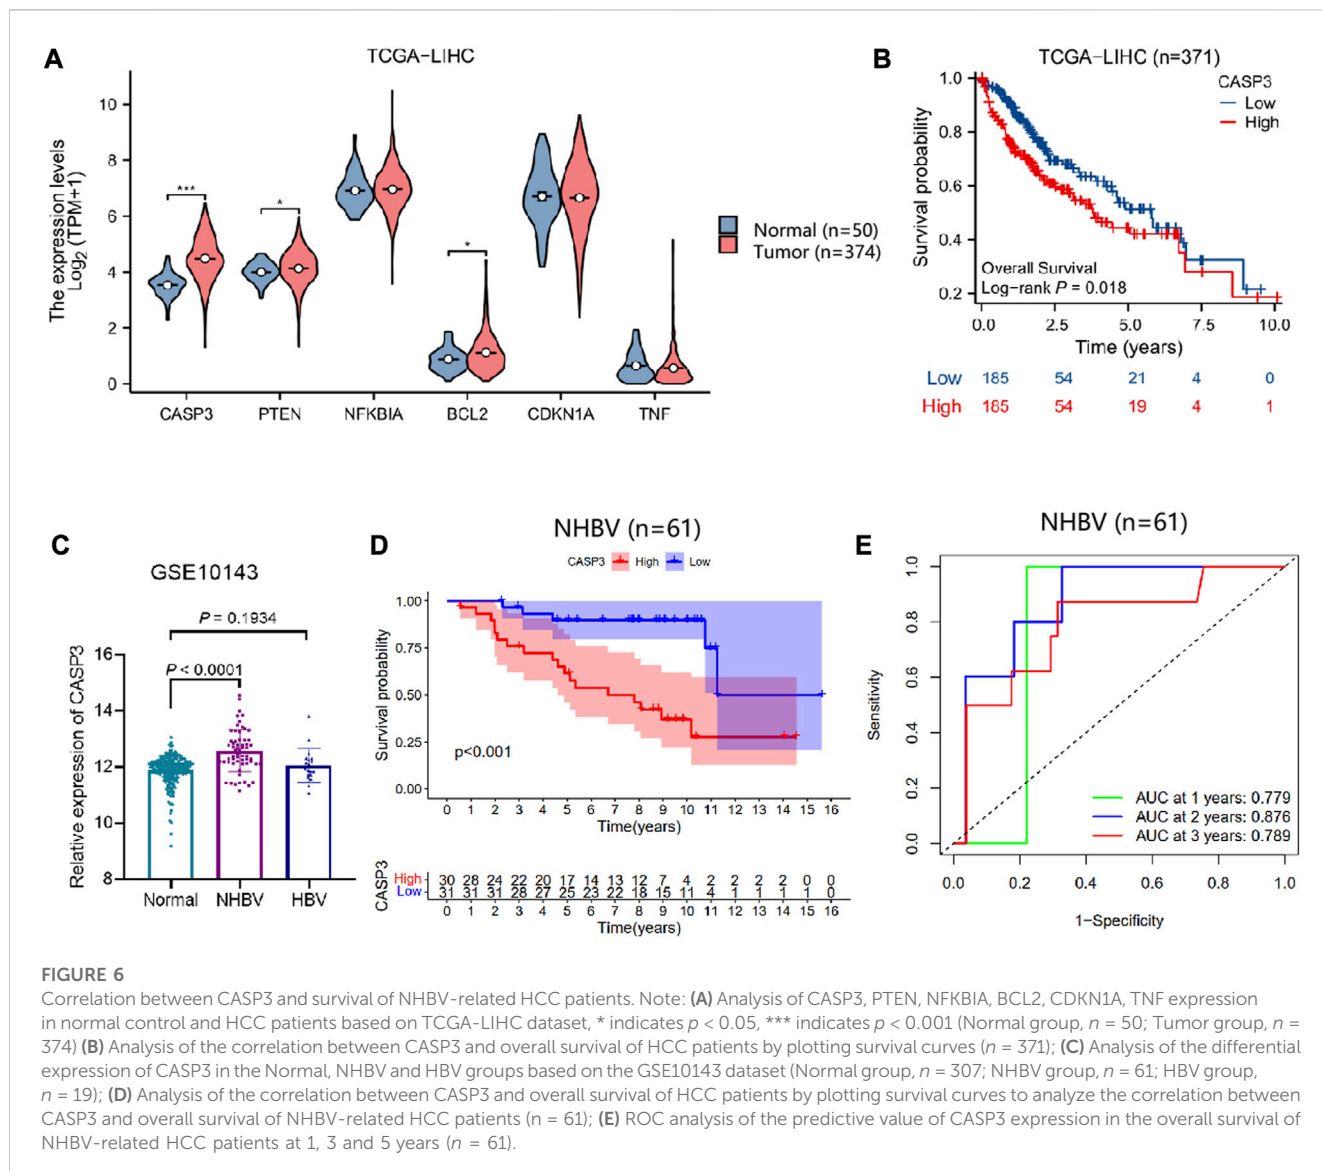 A
TCGA−LIHC
The expression levels
Log2 (TPM+1)
10
8
6
4
2
0
***
*
*
CASP3 PTEN NFKBIA BCL2 CDKN1A TNF
Normal (n=50)
Tumor (n=374)
B
TCGA−LIHC (n=371)
CASP3
Low
High
Survival probability
1.0
0.8
0.6
0.4
0.2
Overall Survival
Log−rank P = 0.018
0.0 2.5 5.0 7.5 10.0
Time (years)
Low 185 54 21 4 0
High 185 54 19 4 1
C
GSE10143
P = 0.1934
P < 0.0001
Relative expression of CASP3
16
14
12
10
8
Normal NHBV HBV
D
NHBV (n=61)
CASP3 High Low
Survival probability
1.00
0.75
0.50
0.25
0.00
p<0.001
0 1 2 3 4 5 6 7 8 9 10 11 12 13 14 15 16
Time(years)
CASP3
High 30 28 24 22 20 17 14 13 12 7 4 2 2 2 2 0 0
Low 31 31 31 28 27 25 23 22 18 15 11 4 1 1 1 1 0
0 1 2 3 4 5 6 7 8 9 10 11 12 13 14 15 16
Time(years)
E
NHBV (n=61)
Sensitivity
1.0
0.8
0.6
0.4
0.2
0.0
AUC at 1 years: 0.779
AUC at 2 years: 0.876
AUC at 3 years: 0.789
0.0 0.2 0.4 0.6 0.8 1.0
1−Specificity
FIGURE 6
Correlation between CASP3 and survival of NHBV-related HCC patients. Note: (A) Analysis of CASP3, PTEN, NFKBIA, BCL2, CDKN1A, TNF expression
in normal control and HCC patients based on TCGA-LIHC dataset, * indicates p < 0.05, *** indicates p < 0.001 (Normal group, n = 50; Tumor group, n =
374) (B) Analysis of the correlation between CASP3 and overall survival of HCC patients by plotting survival curves (n = 371); (C) Analysis of the differential
expression of CASP3 in the Normal, NHBV and HBV groups based on the GSE10143 dataset (Normal group, n = 307; NHBV group, n = 61; HBV group,
n = 19); (D) Analysis of the correlation between CASP3 and overall survival of HCC patients by plotting survival curves to analyze the correlation between
CASP3 and overall survival of NHBV-related HCC patients (n = 61); (E) ROC analysis of the predictive value of CASP3 expression in the overall survival of
NHBV-related HCC patients at 1, 3 and 5 years (n = 61).